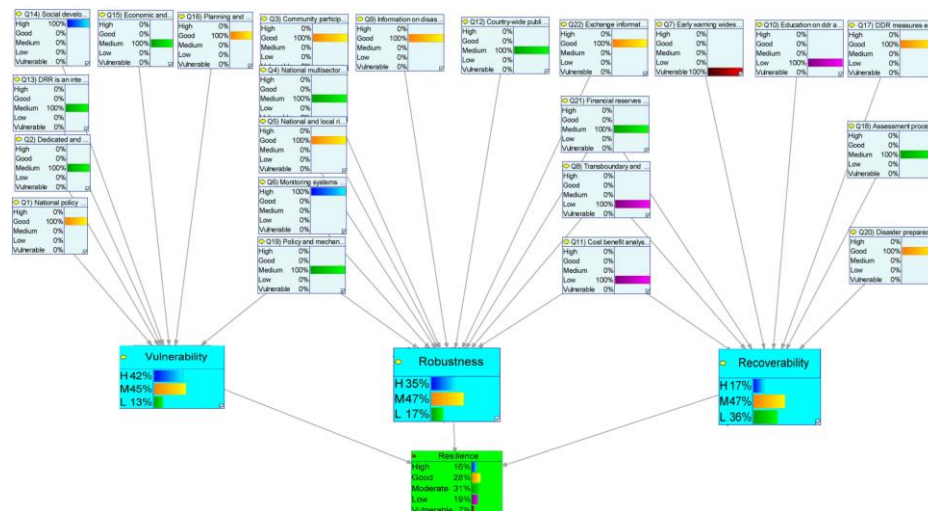 Q14) Social develo...
High 100%
Good 0%
Medium 0%
Low 0%
Vulnerable 0%
Q15) Economic and...
High 0%
Good 0%
Medium 100%
Low 0%
Vulnerable 0%
Q16) Planning and
High 0%
Good 100%
Medium 0%
Low 0%
Vulnerable 0%
Q3) Community particip...
High 0%
Good 100%
Medium 0%
Low 0%
Q9) Information on disas...
High 0%
Good 100%
Medium 0%
Low 0%
Vulnerable 0%
Q12) Country-wide publi
High 0%
Good 0%
Medium 100%
Low 0%
Vulnerable 0%
Q22) Exchange informat...
High 0%
Good 100%
Medium 0%
Low 0%
Vulnerable 0%
Q7) Early warning wides...
High 0%
Good 0%
Medium 0%
Low 0%
Vulnerable 100%
Q10) Education on ddr a...
High 0%
Good 0%
Medium 0%
Low 100%
Vulnerable 0%
Q17) DDR measures e
High 0%
Good 100%
Medium 0%
Low 0%
Vulnerable 0%
Q13) DRR is an inte...
High 0%
Good 0%
Medium 100%
Low 0%
Vulnerable 0%
Q4) National multisector
High 0%
Good 0%
Medium 100%
Low 0%
Q21) Financial reserves ...
High 0%
Good 0%
Medium 100%
Low 0%
Vulnerable 0%
Q2) Dedicated and ...
High 0%
Good 0%
Medium 100%
Low 0%
Vulnerable 0%
Q5) National and local ri...
High 0%
Good 100%
Medium 0%
Low 0%
Vulnerable 0%
Q18) Assessment proce
High 0%
Good 0%
Medium 100%
Low 0%
Vulnerable 0%
Q8) Transboundary and
High 0%
Good 0%
Medium 0%
Low 100%
Vulnerable 0%
Q1) National policy
High 0%
Good 100%
Medium 0%
Low 0%
Vulnerable 0%
Q6) Monitoring systems
High 100%
Good 0%
Medium 0%
Low 0%
Vulnerable 0%
Q19) Policy and mechan...
High 0%
Good 0%
Medium 100%
Low 0%
Vulnerable 0%
Q11) Cost benefit analys...
High 0%
Good 0%
Medium 0%
Low 100%
Vulnerable 0%
Q20) Disaster prepared
High 0%
Good 100%
Medium 0%
Low 0%
Vulnerable 0%
Vulnerability
H 42%
M 45%
L 13%
Robustness
H 35%
M 47%
L 17%
Recoverability
H 17%
M 47%
L 36%
Resilience
High 16%
Good 28%
Moderate 31%
Low 19%
Vulnerable 7%